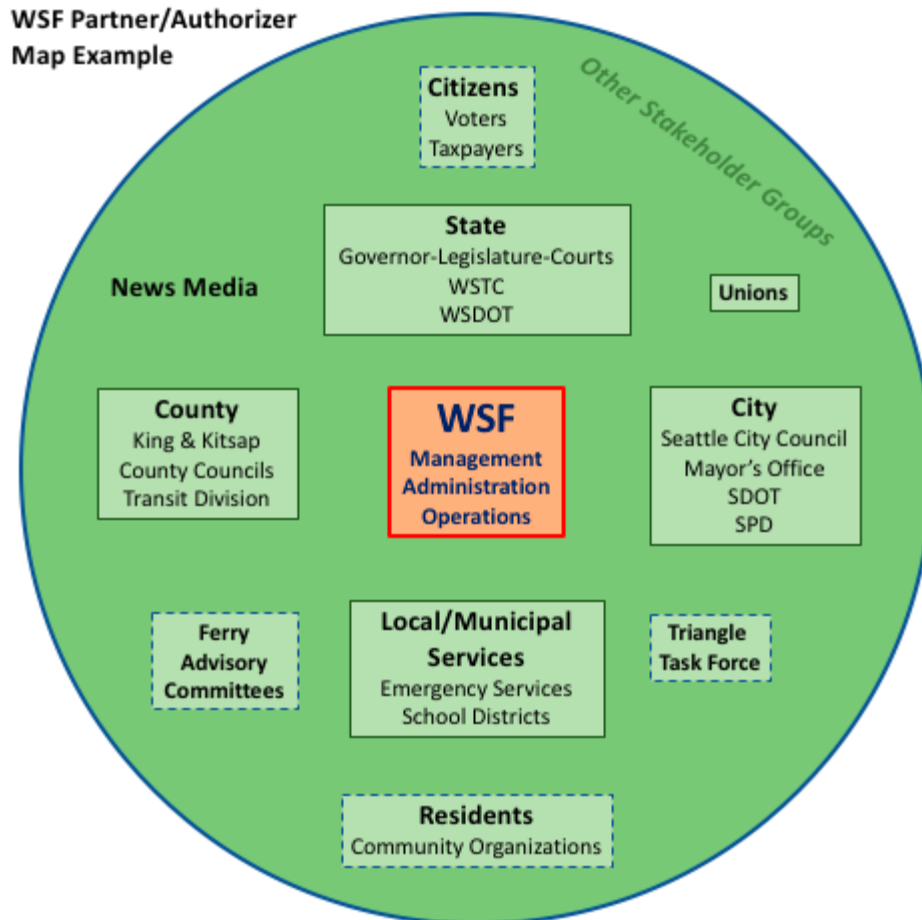 WSF Partner/Authorizer
Map Example
Other Stakeholder Groups
Citizens
Voters
Taxpayers
State
Governor-Legislature-Courts
WSTC
WSDOT
News Media
Unions
County
King & Kitsap
County Councils
Transit Division
WSF
Management
Administration
Operations
City
Seattle City Council
Mayor's Office
SDOT
SPD
Ferry
Advisory
Committees
Local/Municipal
Services
Emergency Services
School Districts
Triangle
Task Force
Residents
Community Organizations